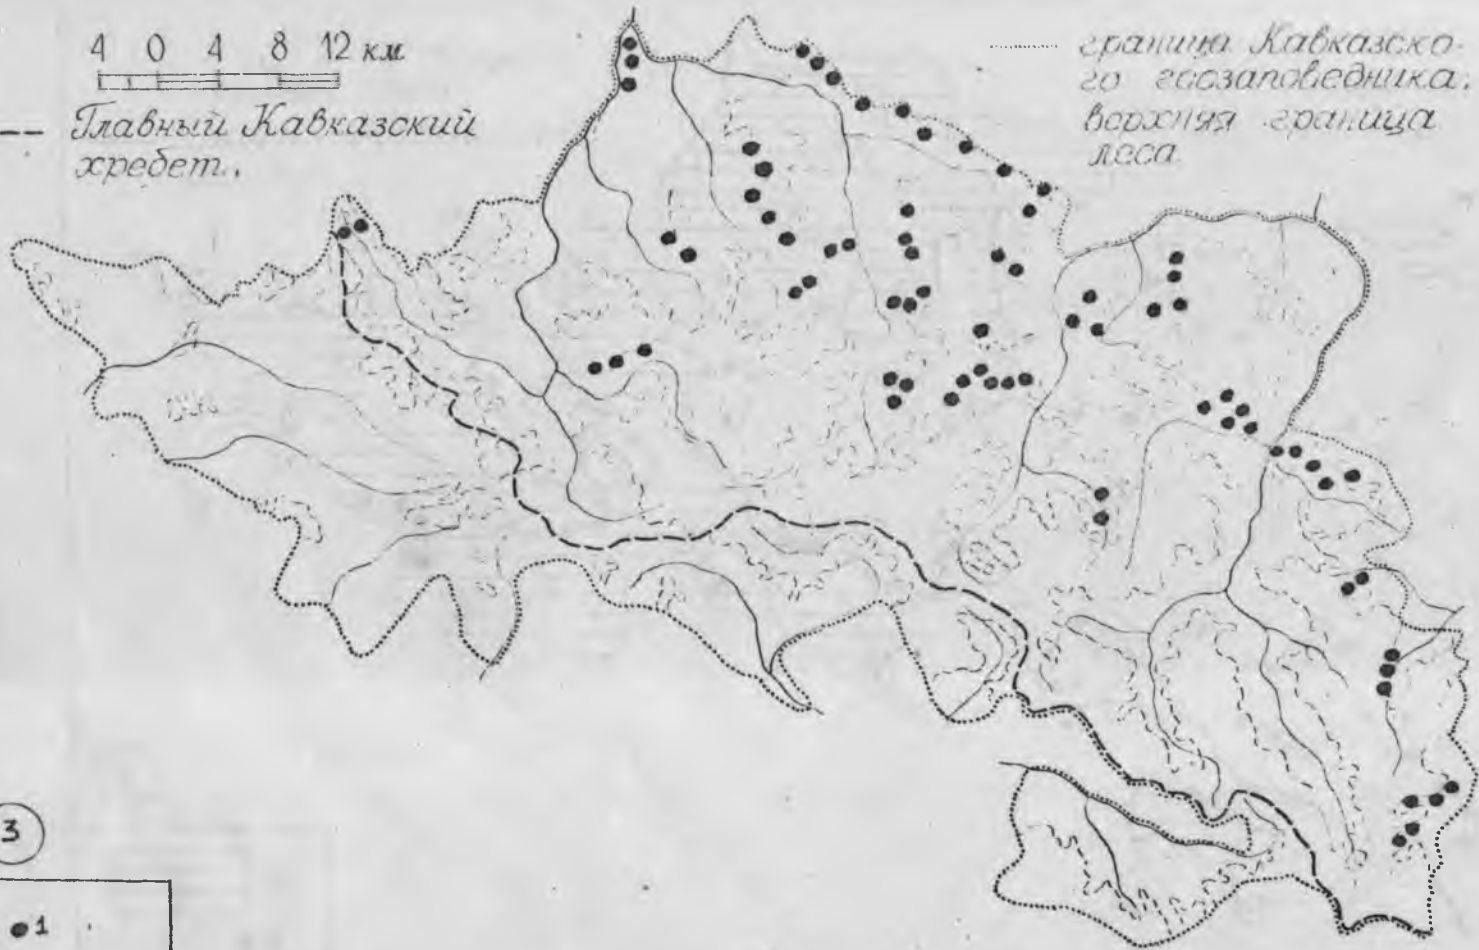 4 0 4 8 12 км
Главный Кавказский
хребет.
граница Кавказско-
го госзаповедника.
верхняя граница
леса
3
1